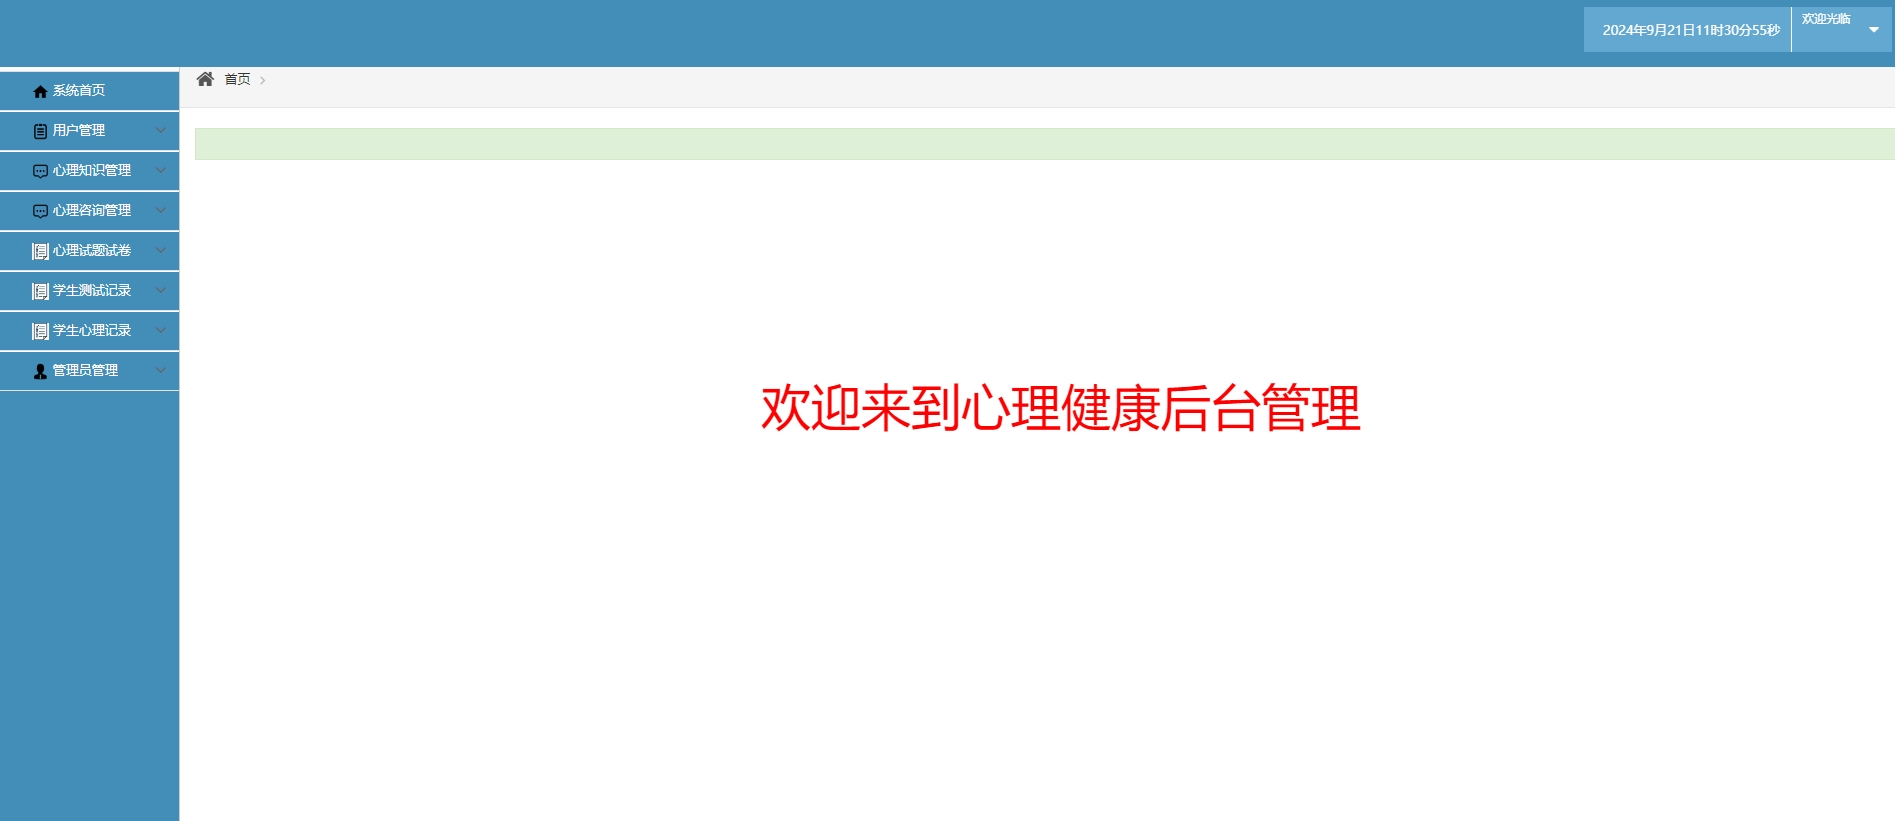 2024年9月21日11时30分55秒
欢迎光临
首页
系统首页
用户管理
心理知识管理
心理咨询管理
心理试题试卷
学生测试记录
学生心理记录
管理员管理
欢迎来到心理健康后台管理